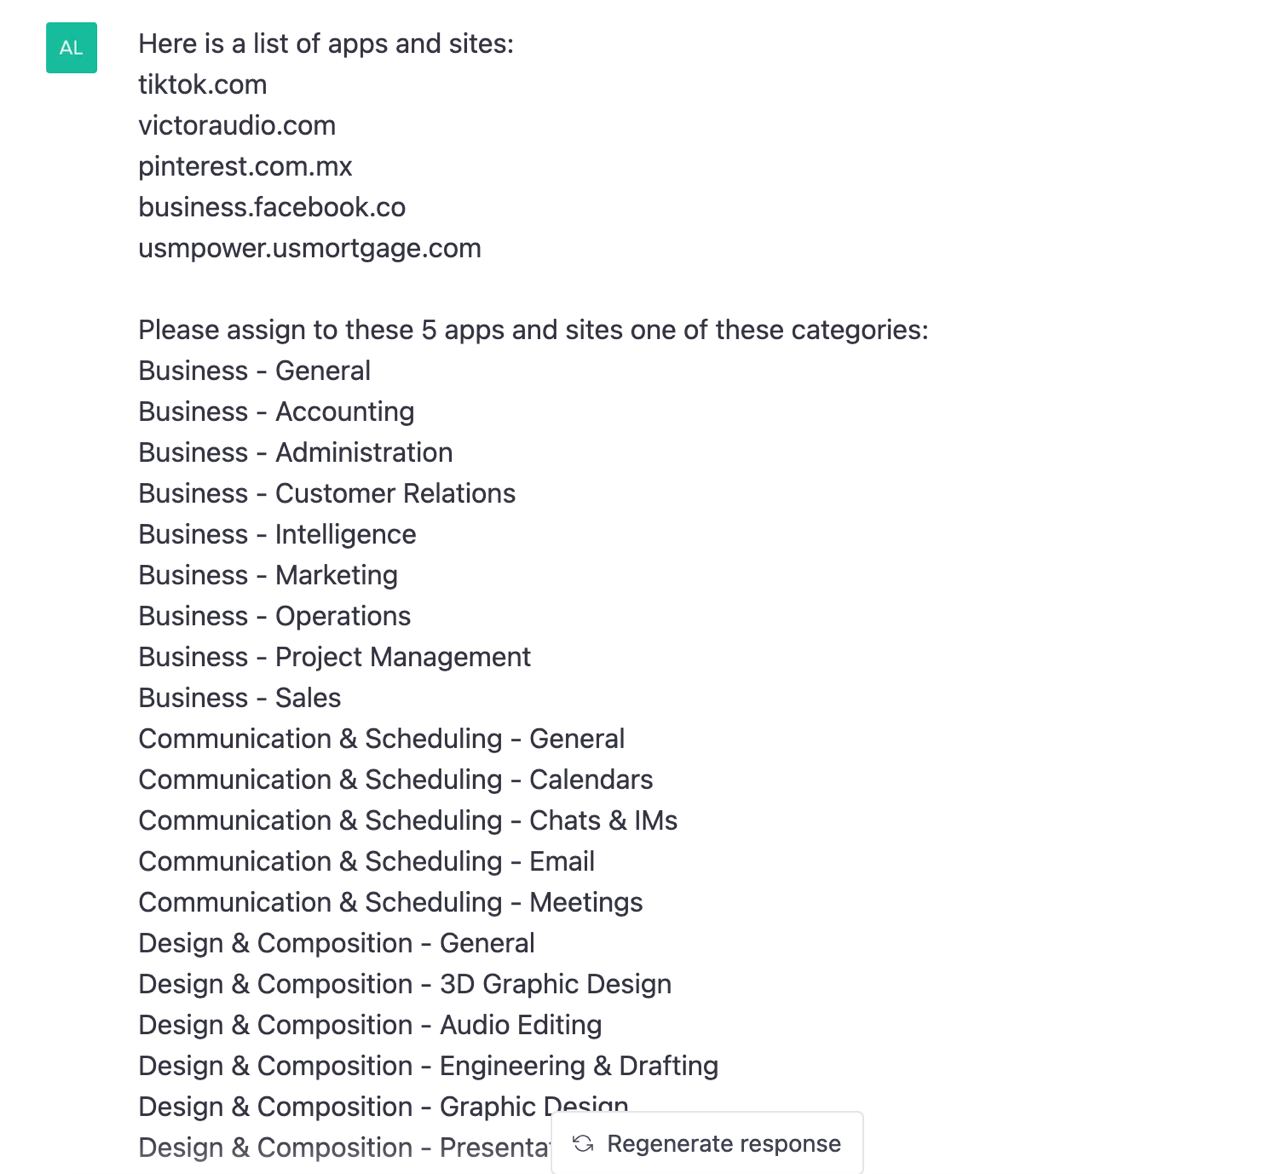 AL
Here is a list of apps and sites:
tiktok.com
victoraudio.com
pinterest.com.mx
business.facebook.co
usmpower.usmortgage.com
Please assign to these 5 apps and sites one of these categories:
Business - General
Business - Accounting
Business - Administration
Business - Customer Relations
Business - Intelligence
Business - Marketing
Business - Operations
Business - Project Management
Business - Sales
Communication & Scheduling - General
Communication & Scheduling - Calendars
Communication & Scheduling - Chats & IMs
Communication & Scheduling - Email
Communication & Scheduling - Meetings
Design & Composition - General
Design & Composition - 3D Graphic Design
Design & Composition - Audio Editing
Design & Composition - Engineering & Drafting
Design & Composition - Graphic Design
Design & Composition -
Regenerate response